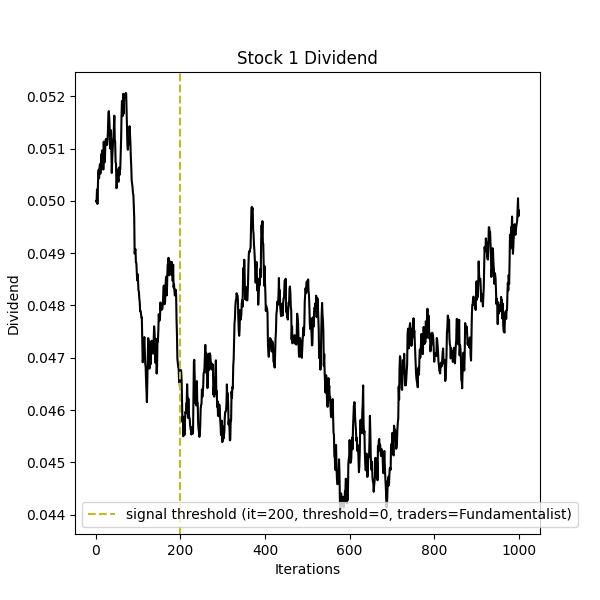 Stock 1 Dividend
0.052
0.051
0.050
0.049
0.048
0.047
0.046
0.045
0.044
Dividend
signal threshold (it=200, threshold=0, traders=Fundamentalist)
0 200 400 600 800 1000
Iterations